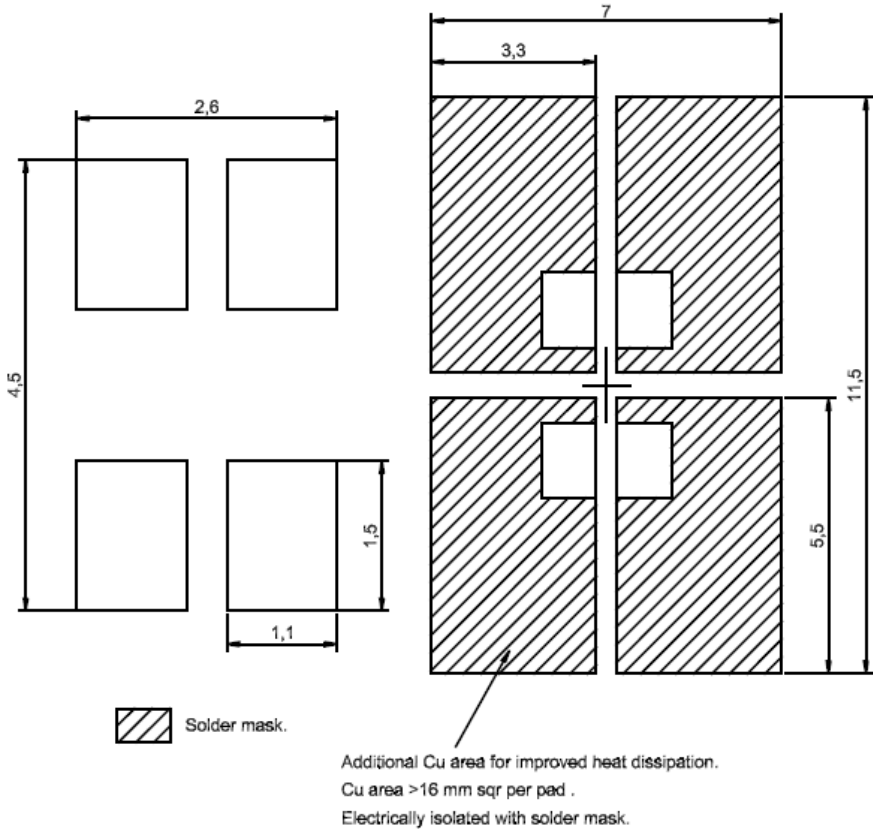 7
3,3
2,6
4,5
11,5
1,5
5,5
1,1
Solder mask.
Additional Cu area for improved heat dissipation.
Cu area >16 mm sqr per pad .
Electrically isolated with solder mask.